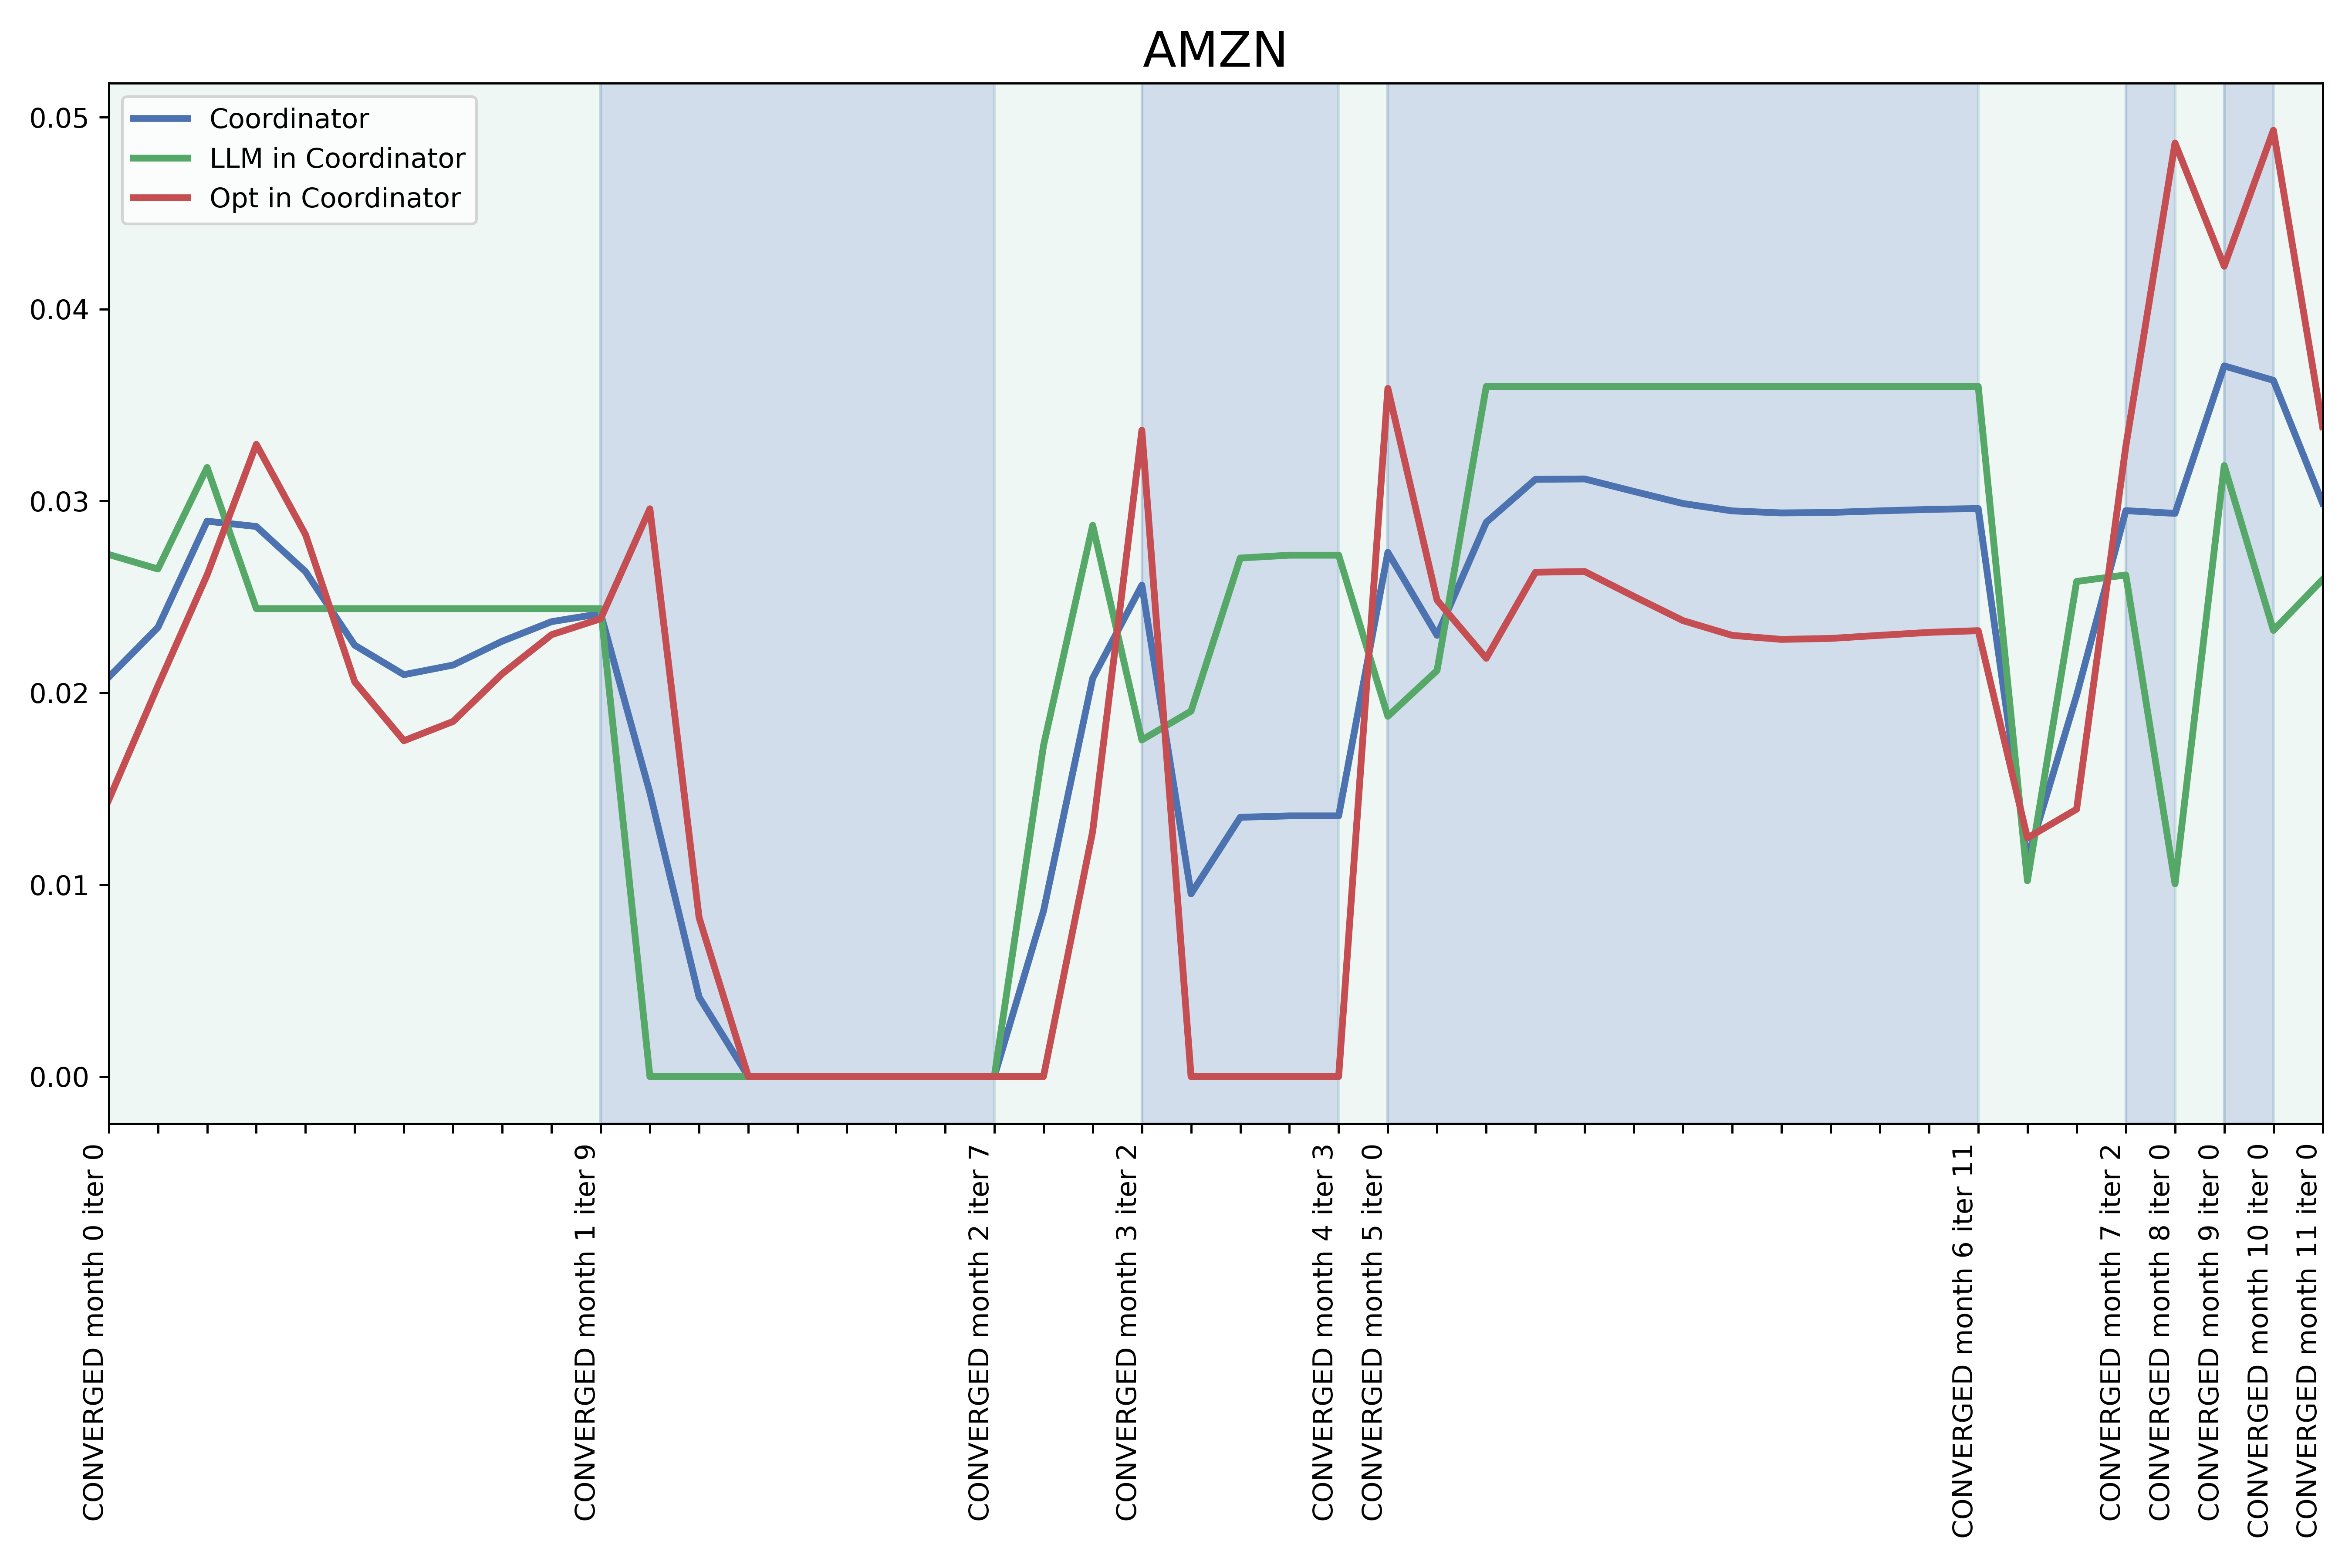 AMZN
Coordinator
LLM in Coordinator
Opt in Coordinator
0.05
0.04
0.03
0.02
0.01
0.00
CONVERGED month 0 iter 0
CONVERGED month 1 iter 9
CONVERGED month 2 iter 7
CONVERGED month 3 iter 2
CONVERGED month 4 iter 3
CONVERGED month 5 iter 0
CONVERGED month 6 iter 11
CONVERGED month 7 iter 2
CONVERGED month 8 iter 0
CONVERGED month 9 iter 0
CONVERGED month 10 iter 0
CONVERGED month 11 iter 0